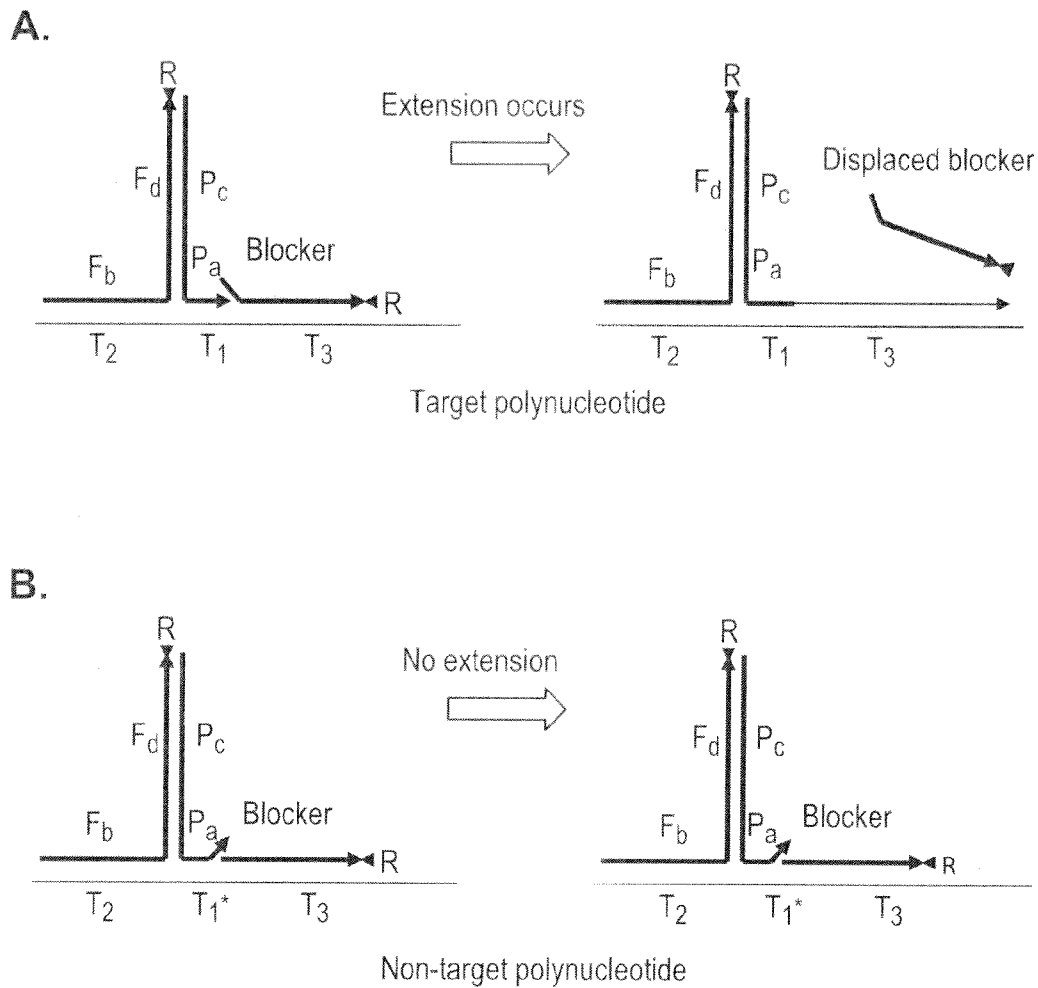 A.
R R
Extension occurs
Displaced blocker
Fd Pc Fd Pc
Fb Pa Blocker Fb Pa
R
T2 T1 T3 T2 T1 T3
Target polynucleotide
B.
R R
No extension
Fd Pc Fd Pc
Fb Pa Blocker Fb Pa Blocker
R R
T2 T1* T3 T2 T1* T3
Non-target polynucleotide